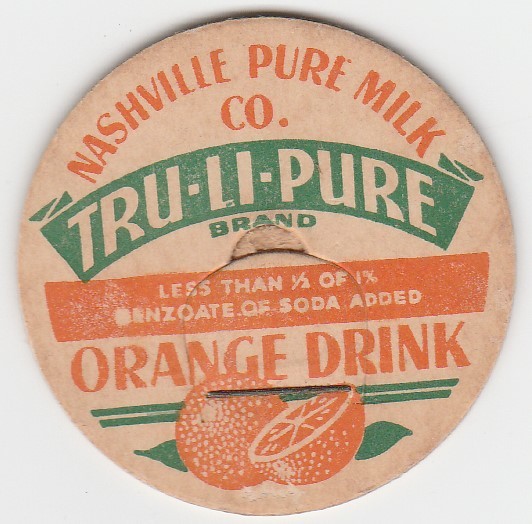 NASHVILLE PURE MILK
CO.
TRU-LI-PURE
BRAND
LESS THAN ½ OF 1%
BENZOATE OF SODA ADDED
ORANGE DRINK